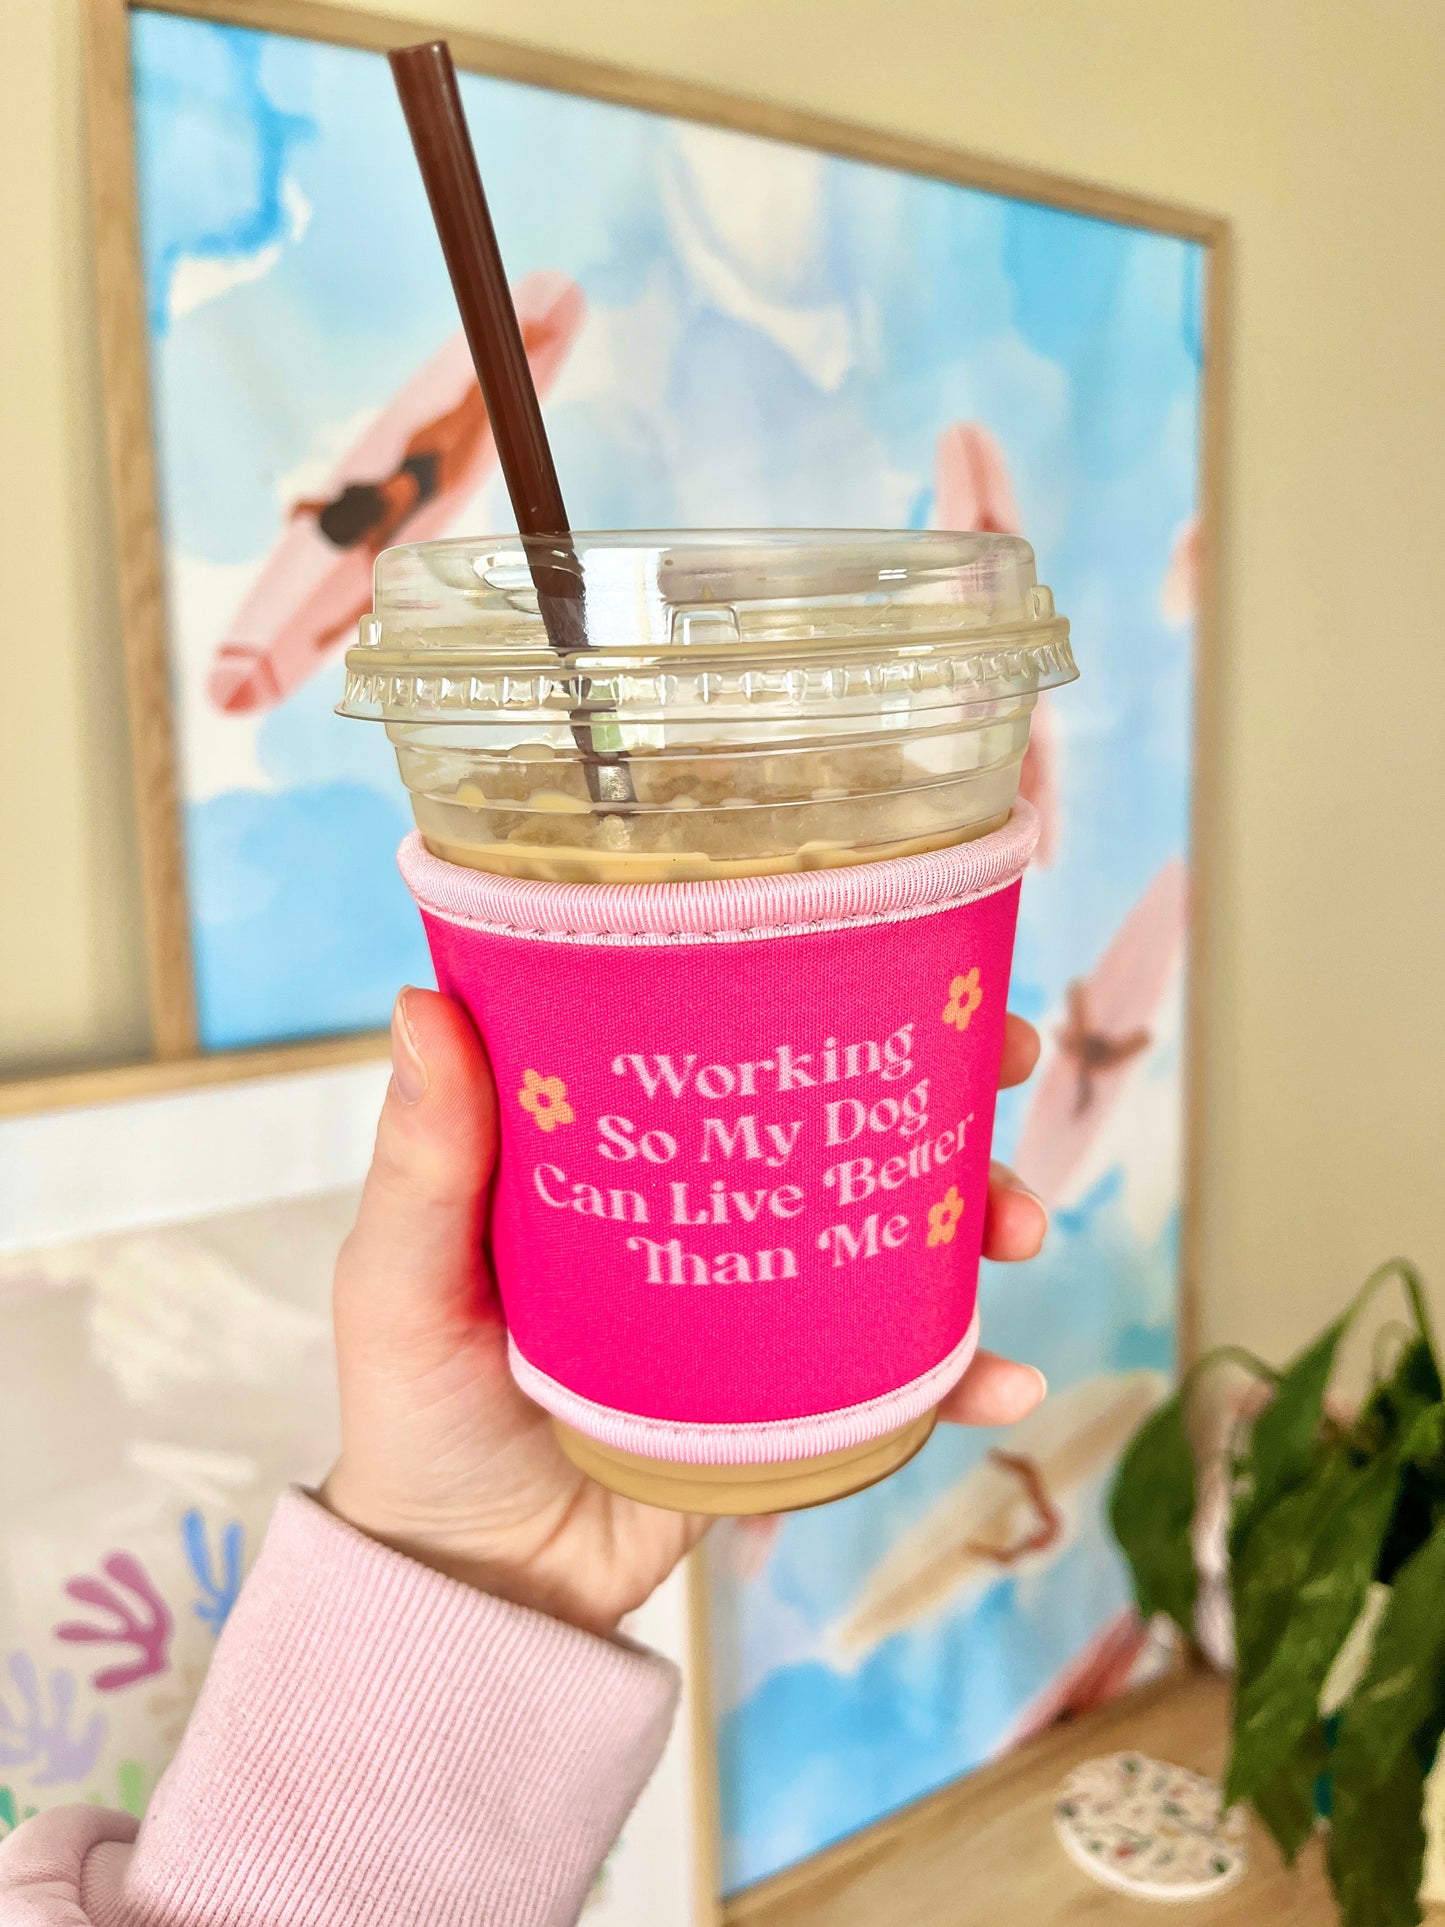 Working
So My Dog
Can Live Better
Than Me